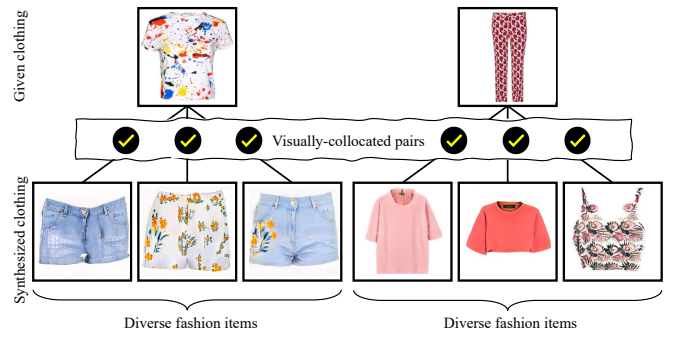 Given clothing
Visually-collocated pairs
Synthesized clothing
Diverse fashion items
Diverse fashion items